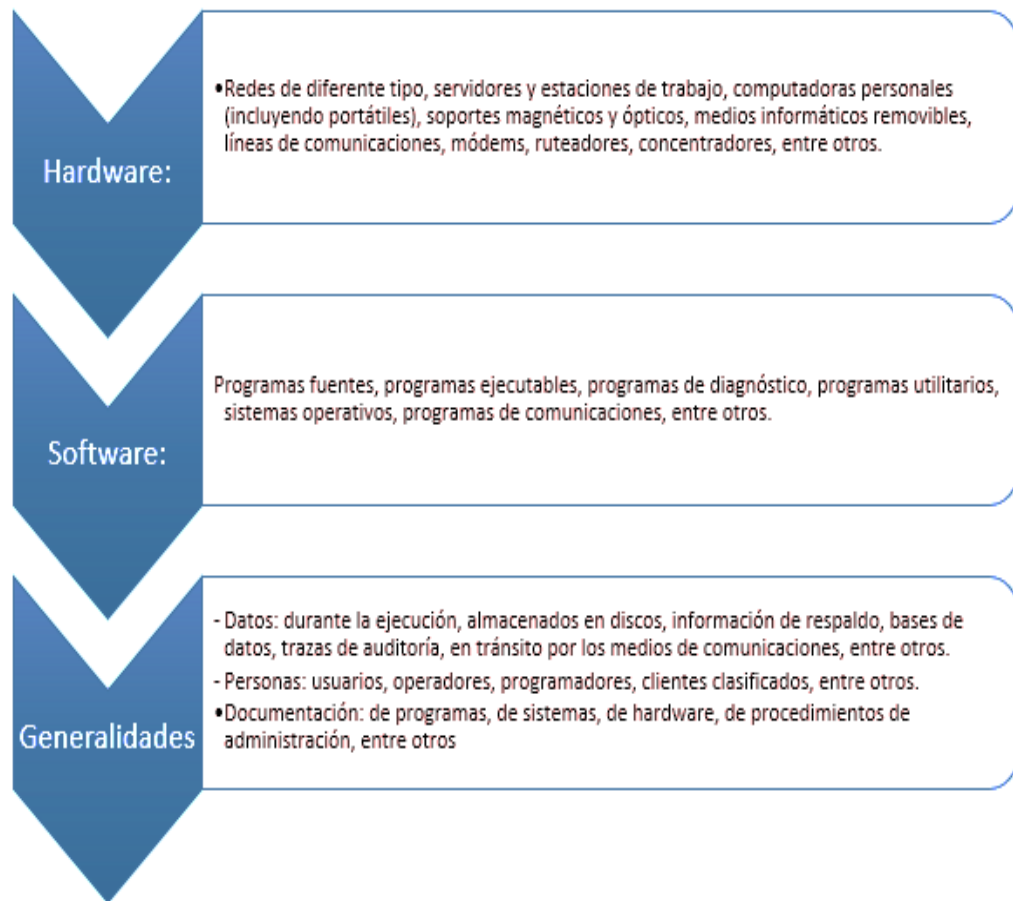 Hardware:
•Redes de diferente tipo, servidores y estaciones de trabajo, computadoras personales
(incluyendo portátiles), soportes magnéticos y ópticos, medios informáticos removibles,
líneas de comunicaciones, módems, ruteadores, concentradores, entre otros.
Software:
Programas fuentes, programas ejecutables, programas de diagnóstico, programas utilitarios,
sistemas operativos, programas de comunicaciones, entre otros.
Generalidades
- Datos: durante la ejecución, almacenados en discos, información de respaldo, bases de
datos, trazas de auditoría, en tránsito por los medios de comunicaciones, entre otros.
- Personas: usuarios, operadores, programadores, clientes clasificados, entre otros.
•Documentación: de programas, de sistemas, de hardware, de procedimientos de
administración, entre otros